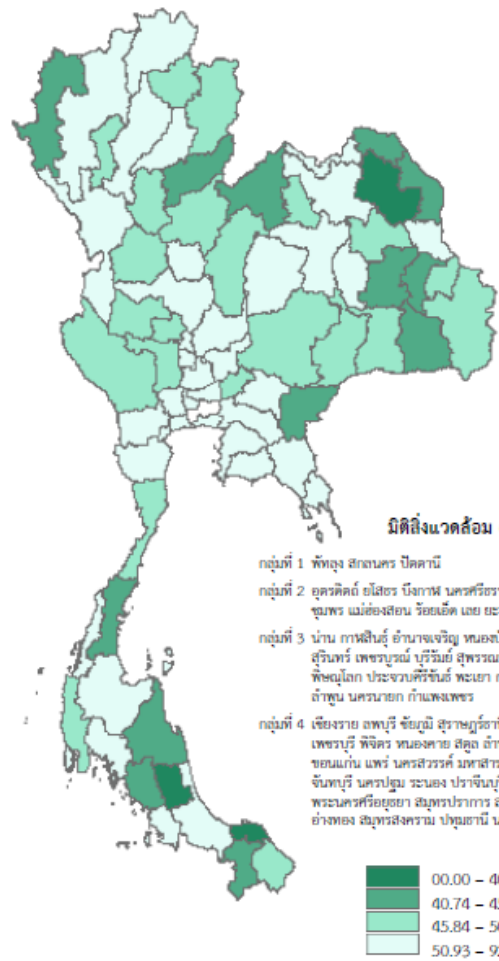 มิติสิ่งแวดล้อม
กลุ่มที่ 1 พัทลุง สกลนคร ปัตตานี
กลุ่มที่ 2 อุตรดิตถ์ ยโสธร บึงกาฬ นครศรีธรร
ชุมพร แม่ฮ่องสอน ร้อยเอ็ด เลย ยะ
กลุ่มที่ 3 น่าน กาฬสินธุ์ อำนาจเจริญ หนองบั
สุรินทร์ เพชรบูรณ์ บุรีรัมย์ สุพรรณ
พิษณุโลก ประจวบคีรีขันธ์ พะเยา ก
ลำพูน นครนายก กำแพงเพชร
กลุ่มที่ 4 เชียงราย ลพบุรี ชัยภูมิ สุราษฎร์ธานี
เพชรบุรี พิจิตร หนองคาย สตูล ลำ
ขอนแก่น แพร่ นครสวรรค์ มหาสาร
จันทบุรี นครปฐม ระนอง ปราจีนบุ
พระนครศรีอยุธยา สมุทรปราการ ส
อ่างทอง สมุทรสงคราม ปทุมธานี น
00.00 – 40
40.74 – 45
45.84 – 50
50.93 – 9